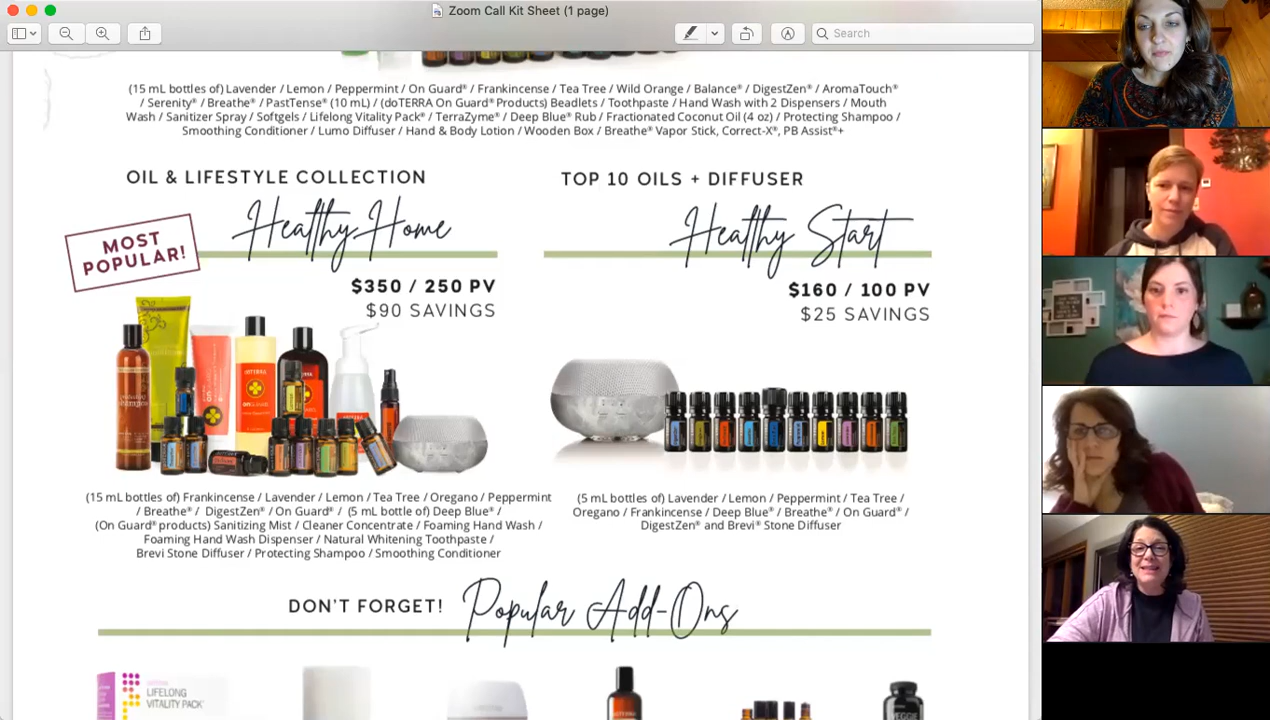 Zoom Call Kit Sheet (1 page)
Search
(15 mL bottles of) Lavender / Lemon / Peppermint / On Guard® / Frankincense / Tea Tree / Wild Orange / Balance® / DigestZen® / AromaTouch®
/ Serenity® / Breathe® / PastTense® (10 mL) / (doTERRA On Guard® Products) Beadlets / Toothpaste / Hand Wash with 2 Dispensers / Mouth
Wash / Sanitizer Spray / Softgels / Lifelong Vitality Pack® / TerraZyme® / Deep Blue® Rub / Fractionated Coconut Oil (4 oz) / Protecting Shampoo /
Smoothing Conditioner / Lumo Diffuser / Hand & Body Lotion / Wooden Box / Breathe® Vapor Stick, Correct-X®, PB Assist®+
OIL & LIFESTYLE COLLECTION
Healthy Home
MOST
POPULAR!
$350 / 250 PV
$90 SAVINGS
(15 mL bottles of) Frankincense / Lavender / Lemon / Tea Tree / Oregano / Peppermint
/ Breathe® / DigestZen® / On Guard® / (5 mL bottle of) Deep Blue® /
(On Guard® products) Sanitizing Mist / Cleaner Concentrate / Foaming Hand Wash /
Foaming Hand Wash Dispenser / Natural Whitening Toothpaste /
Brevi Stone Diffuser / Protecting Shampoo / Smoothing Conditioner
TOP 10 OILS + DIFFUSER
Healthy Start
$160 / 100 PV
$25 SAVINGS
(5 mL bottles of) Lavender / Lemon / Peppermint / Tea Tree /
Oregano / Frankincense / Deep Blue® / Breathe® / On Guard® /
DigestZen® and Brevi® Stone Diffuser
DON'T FORGET! Popular Add-Ons
LIFELONG
VITALITY PACK®
VEGGIE